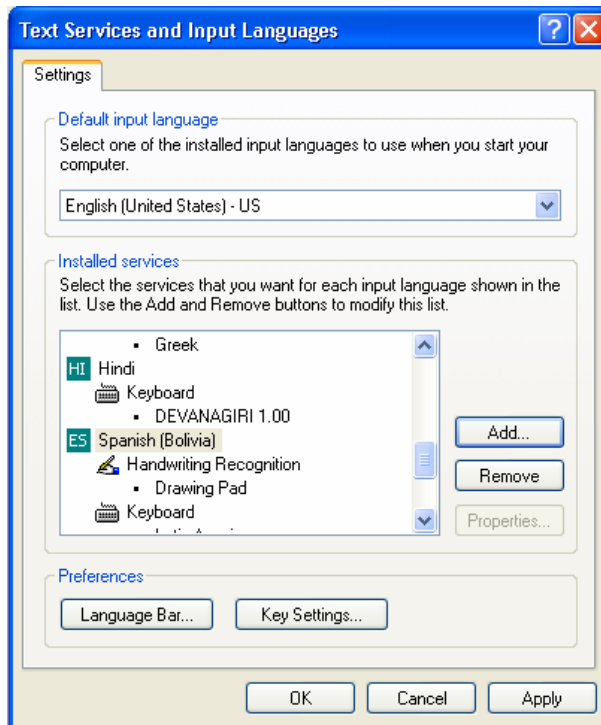 Text Services and Input Languages
Settings
Default input language
Select one of the installed input languages to use when you start your
computer.
English (United States) - US
Installed services
Select the services that you want for each input language shown in the
list. Use the Add and Remove buttons to modify this list.
Greek
HI Hindi
Keyboard
DEVANAGIRI 1.00
ES Spanish (Bolivia)
Handwriting Recognition
Drawing Pad
Keyboard
Add...
Remove
Properties...
Preferences
Language Bar...
Key Settings...
OK
Cancel
Apply